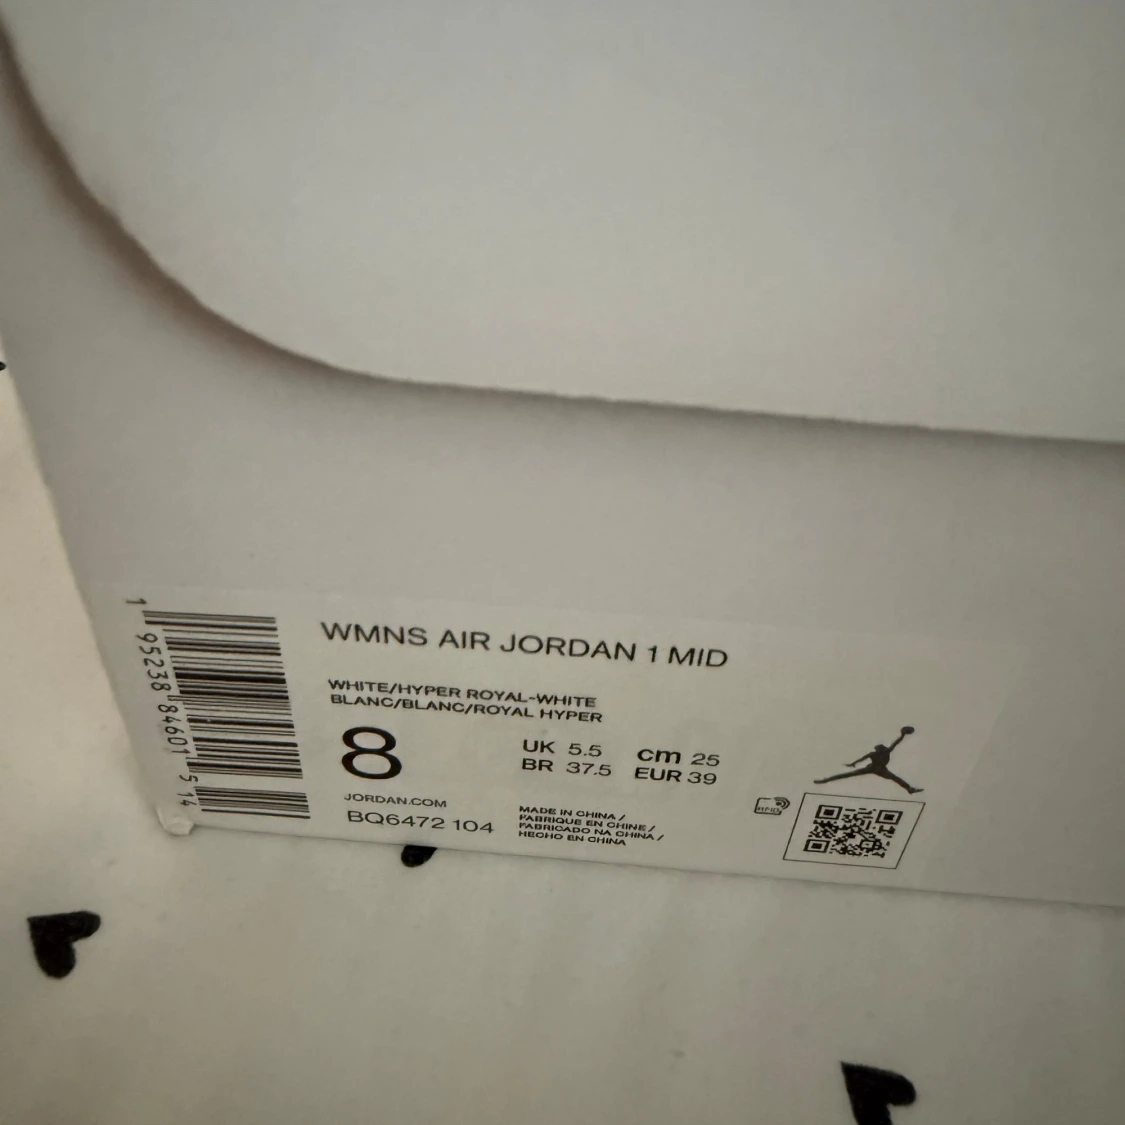 WMNS AIR JORDAN 1 MID
WHITE/HYPER ROYAL-WHITE
BLANC/BLANC/ROYAL HYPER
8
UK 5.5 cm 25
BR 37.5 EUR 39
JORDAN.COM
BQ6472 104
MADE IN CHINA /
FABRIQUE EN CHINE /
FABRICADO NA CHINA /
HECHO EN CHINA
1 95238 84601 5 14